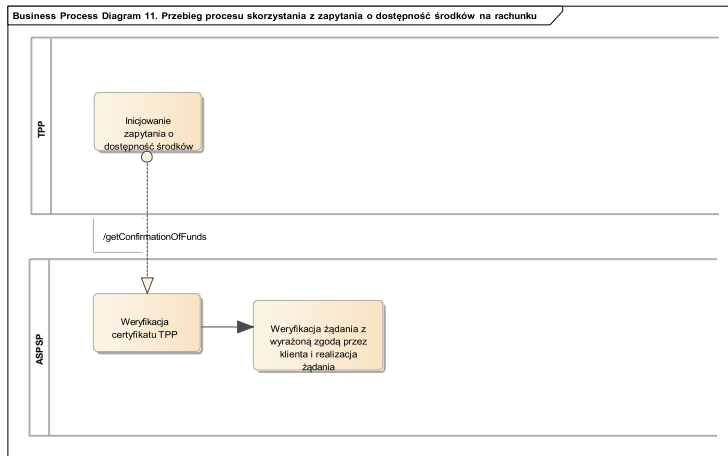 Business Process Diagram 11. Przebieg procesu skorzystania z zapytania o dostępność środków na rachunku
TPP
Inicjowanie
zapytania o
dostępność środków
/getConfirmationOfFunds
ASPSP
Weryfikacja
certyfikatu TPP
Weryfikacja żądania z
wyrażoną zgodą przez
klienta i realizacja
żądania